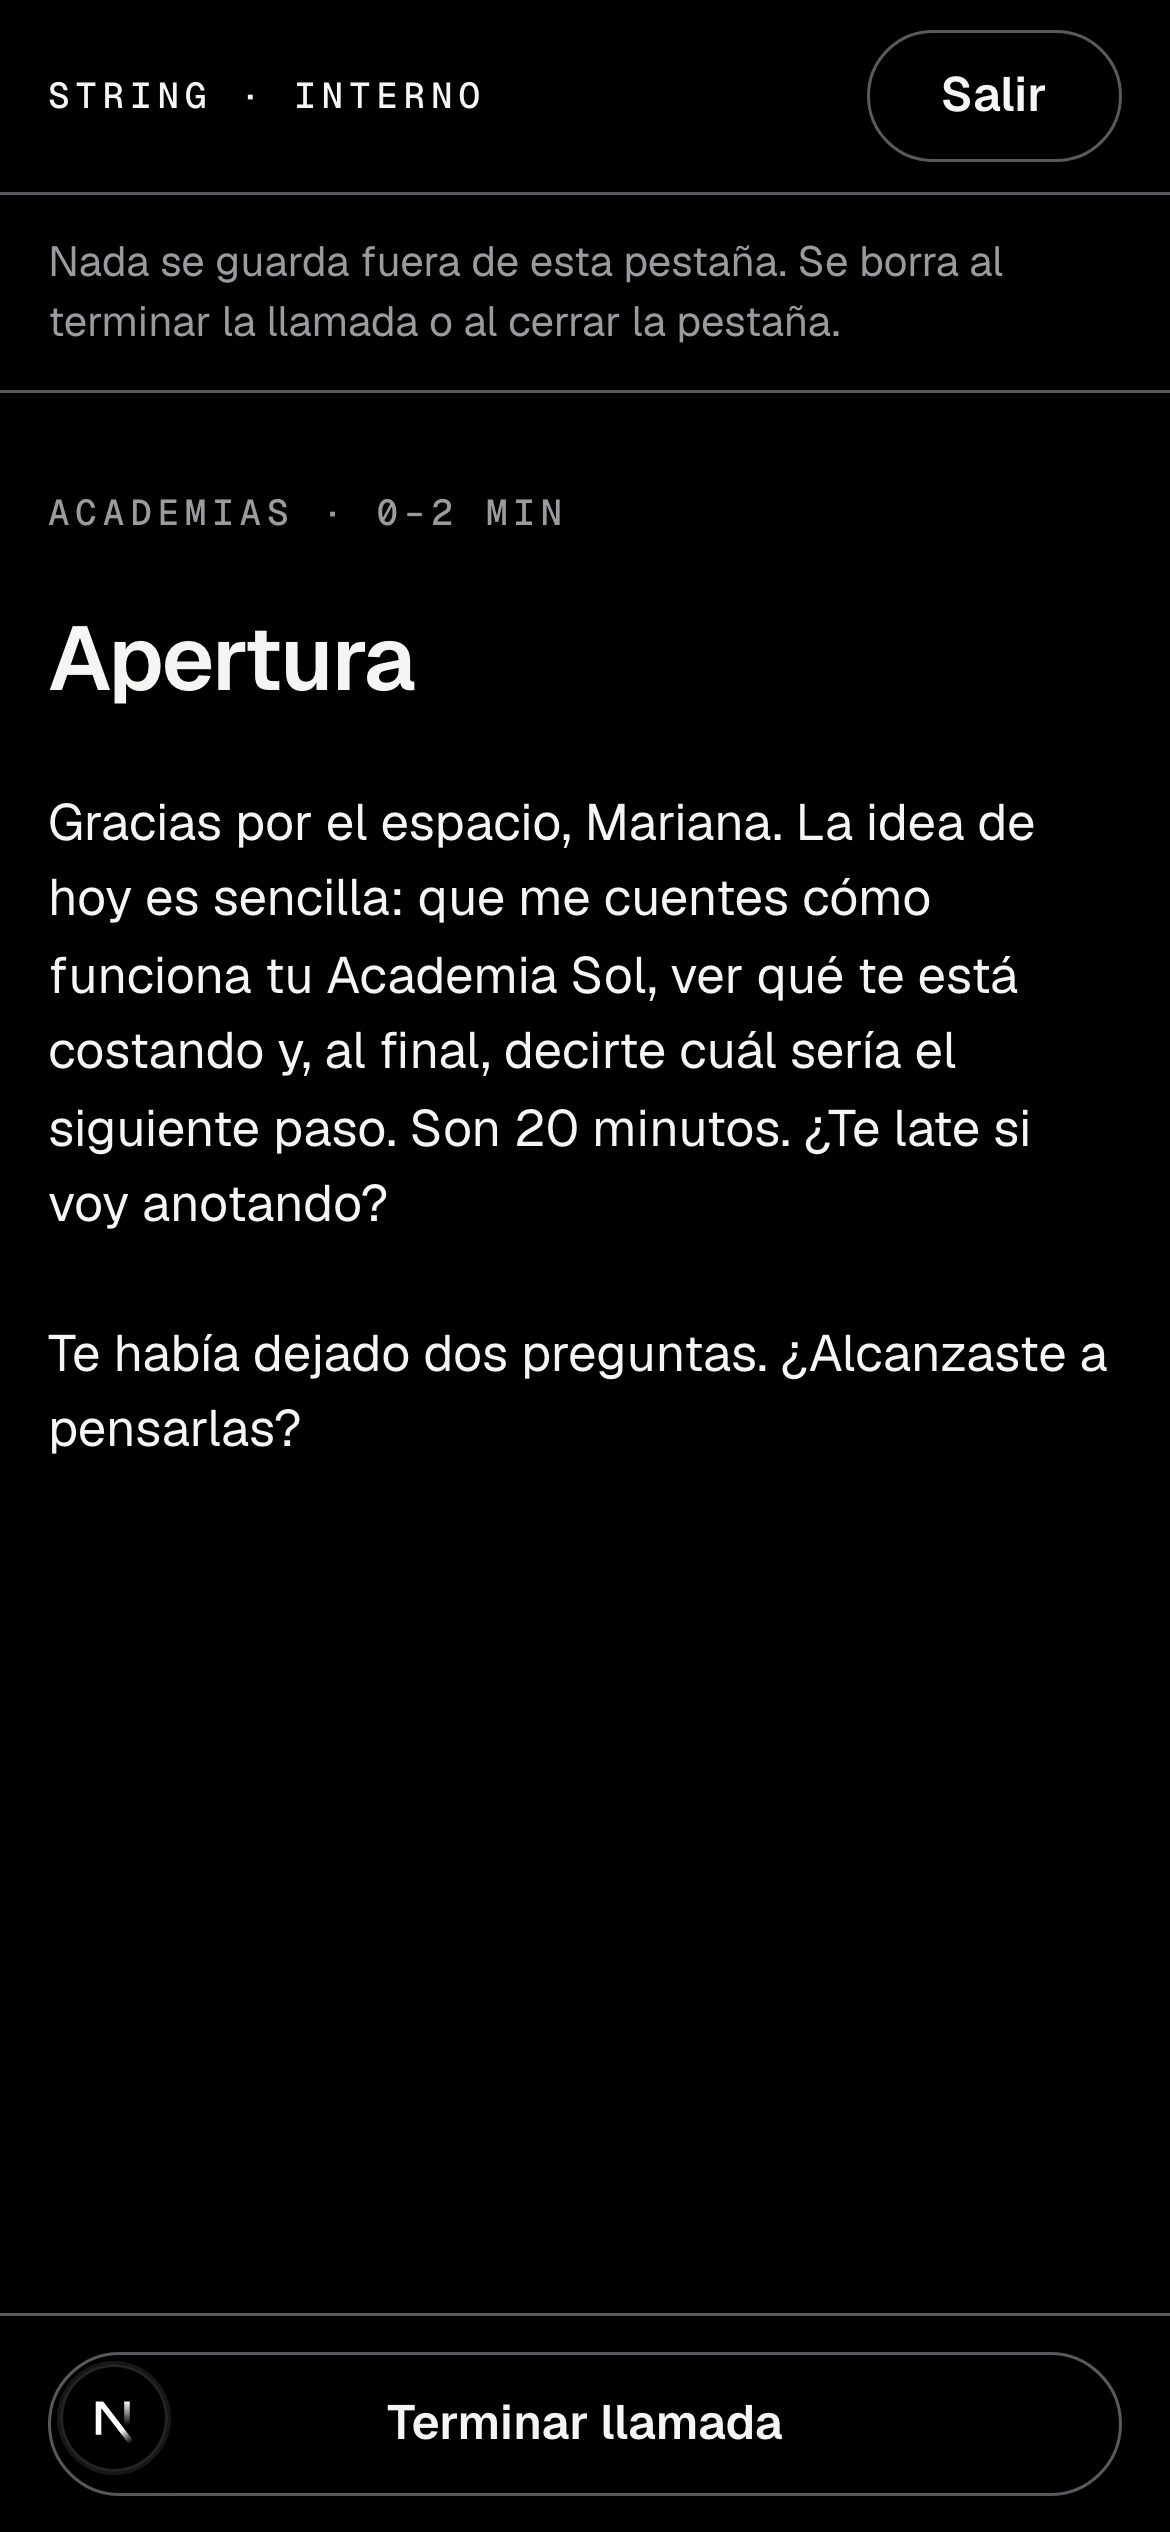 STRING · INTERNO
Salir
Nada se guarda fuera de esta pestaña. Se borra al
terminar la llamada o al cerrar la pestaña.
ACADEMIAS · 0–2 MIN
Apertura
Gracias por el espacio, Mariana. La idea de
hoy es sencilla: que me cuentes cómo
funciona tu Academia Sol, ver qué te está
costando y, al final, decirte cuál sería el
siguiente paso. Son 20 minutos. ¿Te late si
voy anotando?
Te había dejado dos preguntas. ¿Alcanzaste a
pensarlas?
N
Terminar llamada